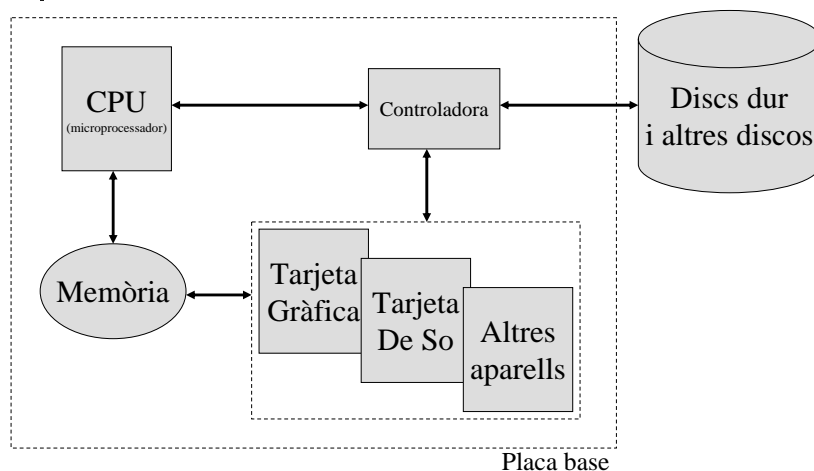 CPU
(microprocessador)
Controladora
Discs dur
i altres discos
Memòria
Tarjeta
Gràfica
Tarjeta
De So
Altres
aparells
Placa base